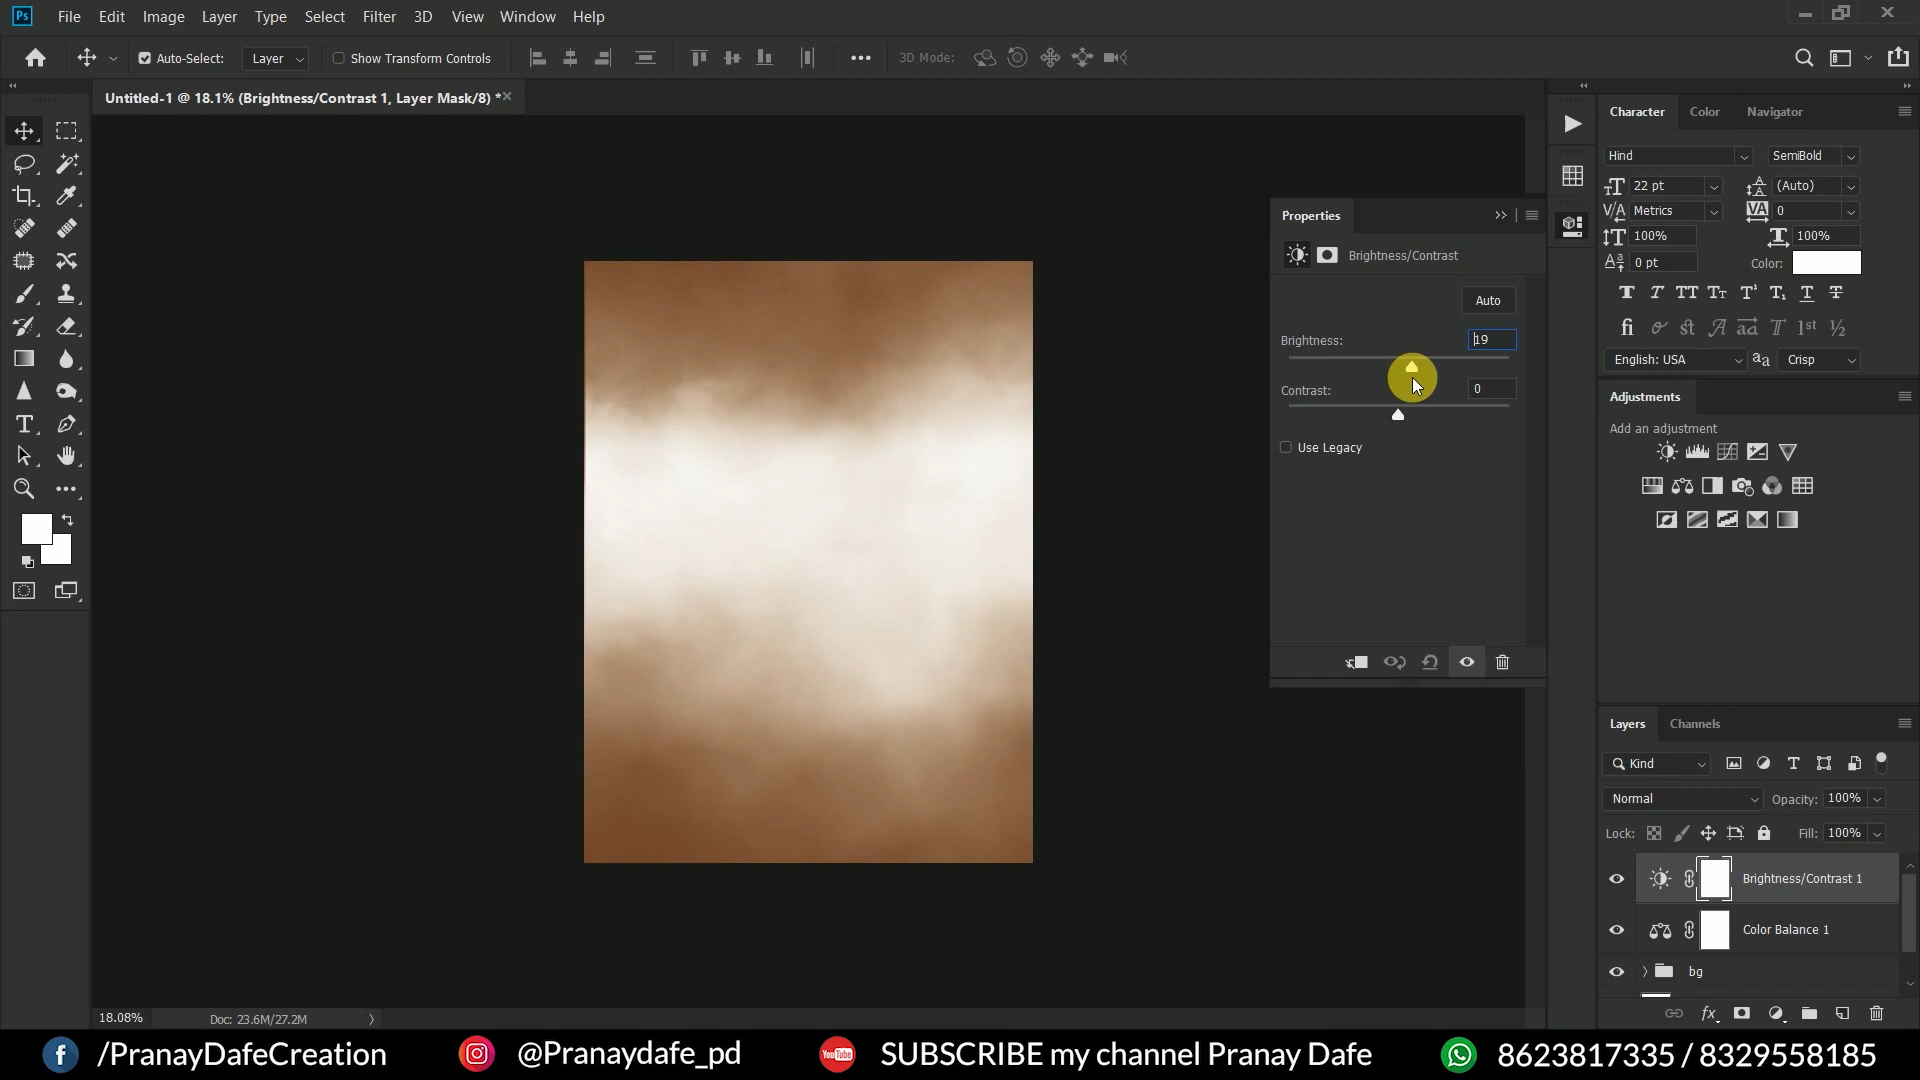 Ps File Edit Image Layer Type Select Filter 3D View Window Help
Auto-Select: Layer Show Transform Controls 3D Mode:
Untitled-1 @ 18.1% (Brightness/Contrast 1, Layer Mask/8) *
Character Color Navigator
Hind SemiBold
22 pt (Auto)
Metrics 0
100% 100%
0 pt Color:
English: USA Crisp
Properties
Brightness/Contrast
Auto
Brightness: 19
Contrast: 0
Use Legacy
Adjustments
Add an adjustment
Layers Channels
Kind
Normal Opacity: 100%
Lock: Fill: 100%
Brightness/Contrast 1
Color Balance 1
bg
18.08% Doc: 23.6M/27.2M
/PranayDafeCreation @Pranaydafe_pd YouTube SUBSCRIBE my channel Pranay Dafe 8623817335 / 8329558185